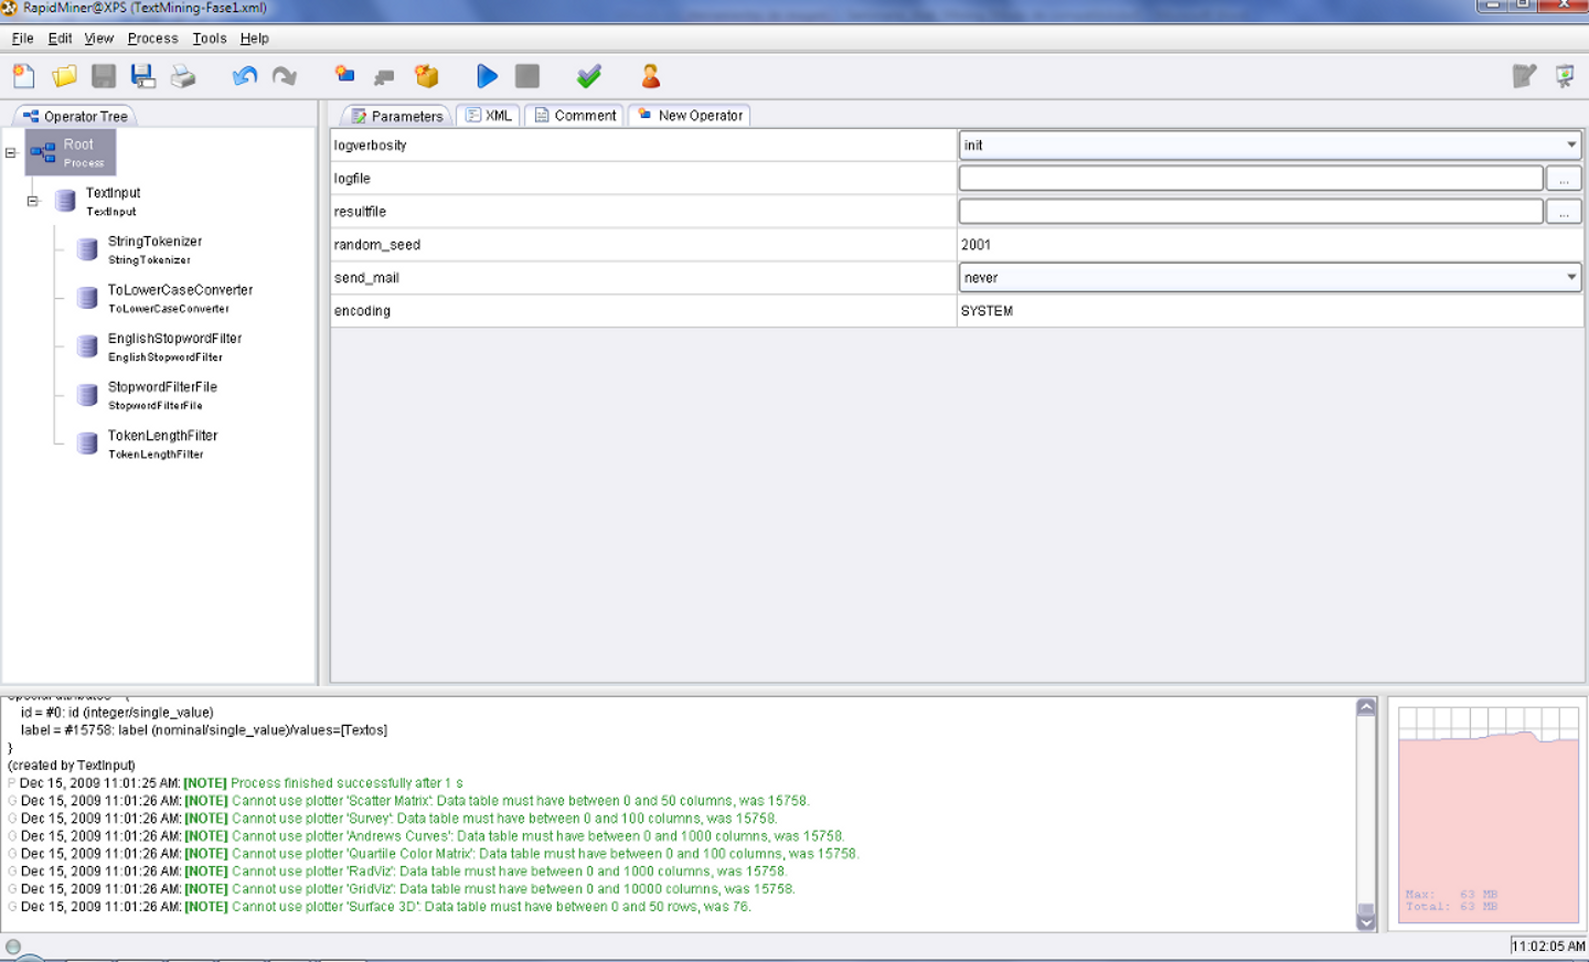 RapidMiner@XPS (TextMining-Fase1.xml)
File Edit View Process Tools Help
Operator Tree
Parameters XML Comment New Operator
Root
Process
TextInput
TextInput
StringTokenizer
StringTokenizer
ToLowerCaseConverter
ToLowerCaseConverter
EnglishStopwordFilter
EnglishStopwordFilter
StopwordFilterFile
StopwordFilterFile
TokenLengthFilter
TokenLengthFilter
logverbosity init
logfile ...
resultfile ...
random_seed 2001
send_mail never
encoding SYSTEM
id = #0: id (integer/single_value)
label = #15758: label (nominal/single_value)/values=[Textos]
}
(created by TextInput)
P Dec 15, 2009 11:01:25 AM: [NOTE] Process finished successfully after 1 s
G Dec 15, 2009 11:01:26 AM: [NOTE] Cannot use plotter 'Scatter Matrix': Data table must have between 0 and 50 columns, was 15758.
G Dec 15, 2009 11:01:26 AM: [NOTE] Cannot use plotter 'Survey': Data table must have between 0 and 100 columns, was 15758.
G Dec 15, 2009 11:01:26 AM: [NOTE] Cannot use plotter 'Andrews Curves': Data table must have between 0 and 1000 columns, was 15758.
G Dec 15, 2009 11:01:26 AM: [NOTE] Cannot use plotter 'Quartile Color Matrix': Data table must have between 0 and 100 columns, was 15758.
G Dec 15, 2009 11:01:26 AM: [NOTE] Cannot use plotter 'RadViz': Data table must have between 0 and 1000 columns, was 15758.
G Dec 15, 2009 11:01:26 AM: [NOTE] Cannot use plotter 'GridViz': Data table must have between 0 and 10000 columns, was 15758.
G Dec 15, 2009 11:01:26 AM: [NOTE] Cannot use plotter 'Surface 3D': Data table must have between 0 and 50 rows, was 76.
Max: 63 MB
Total: 63 MB
11:02:05 AM